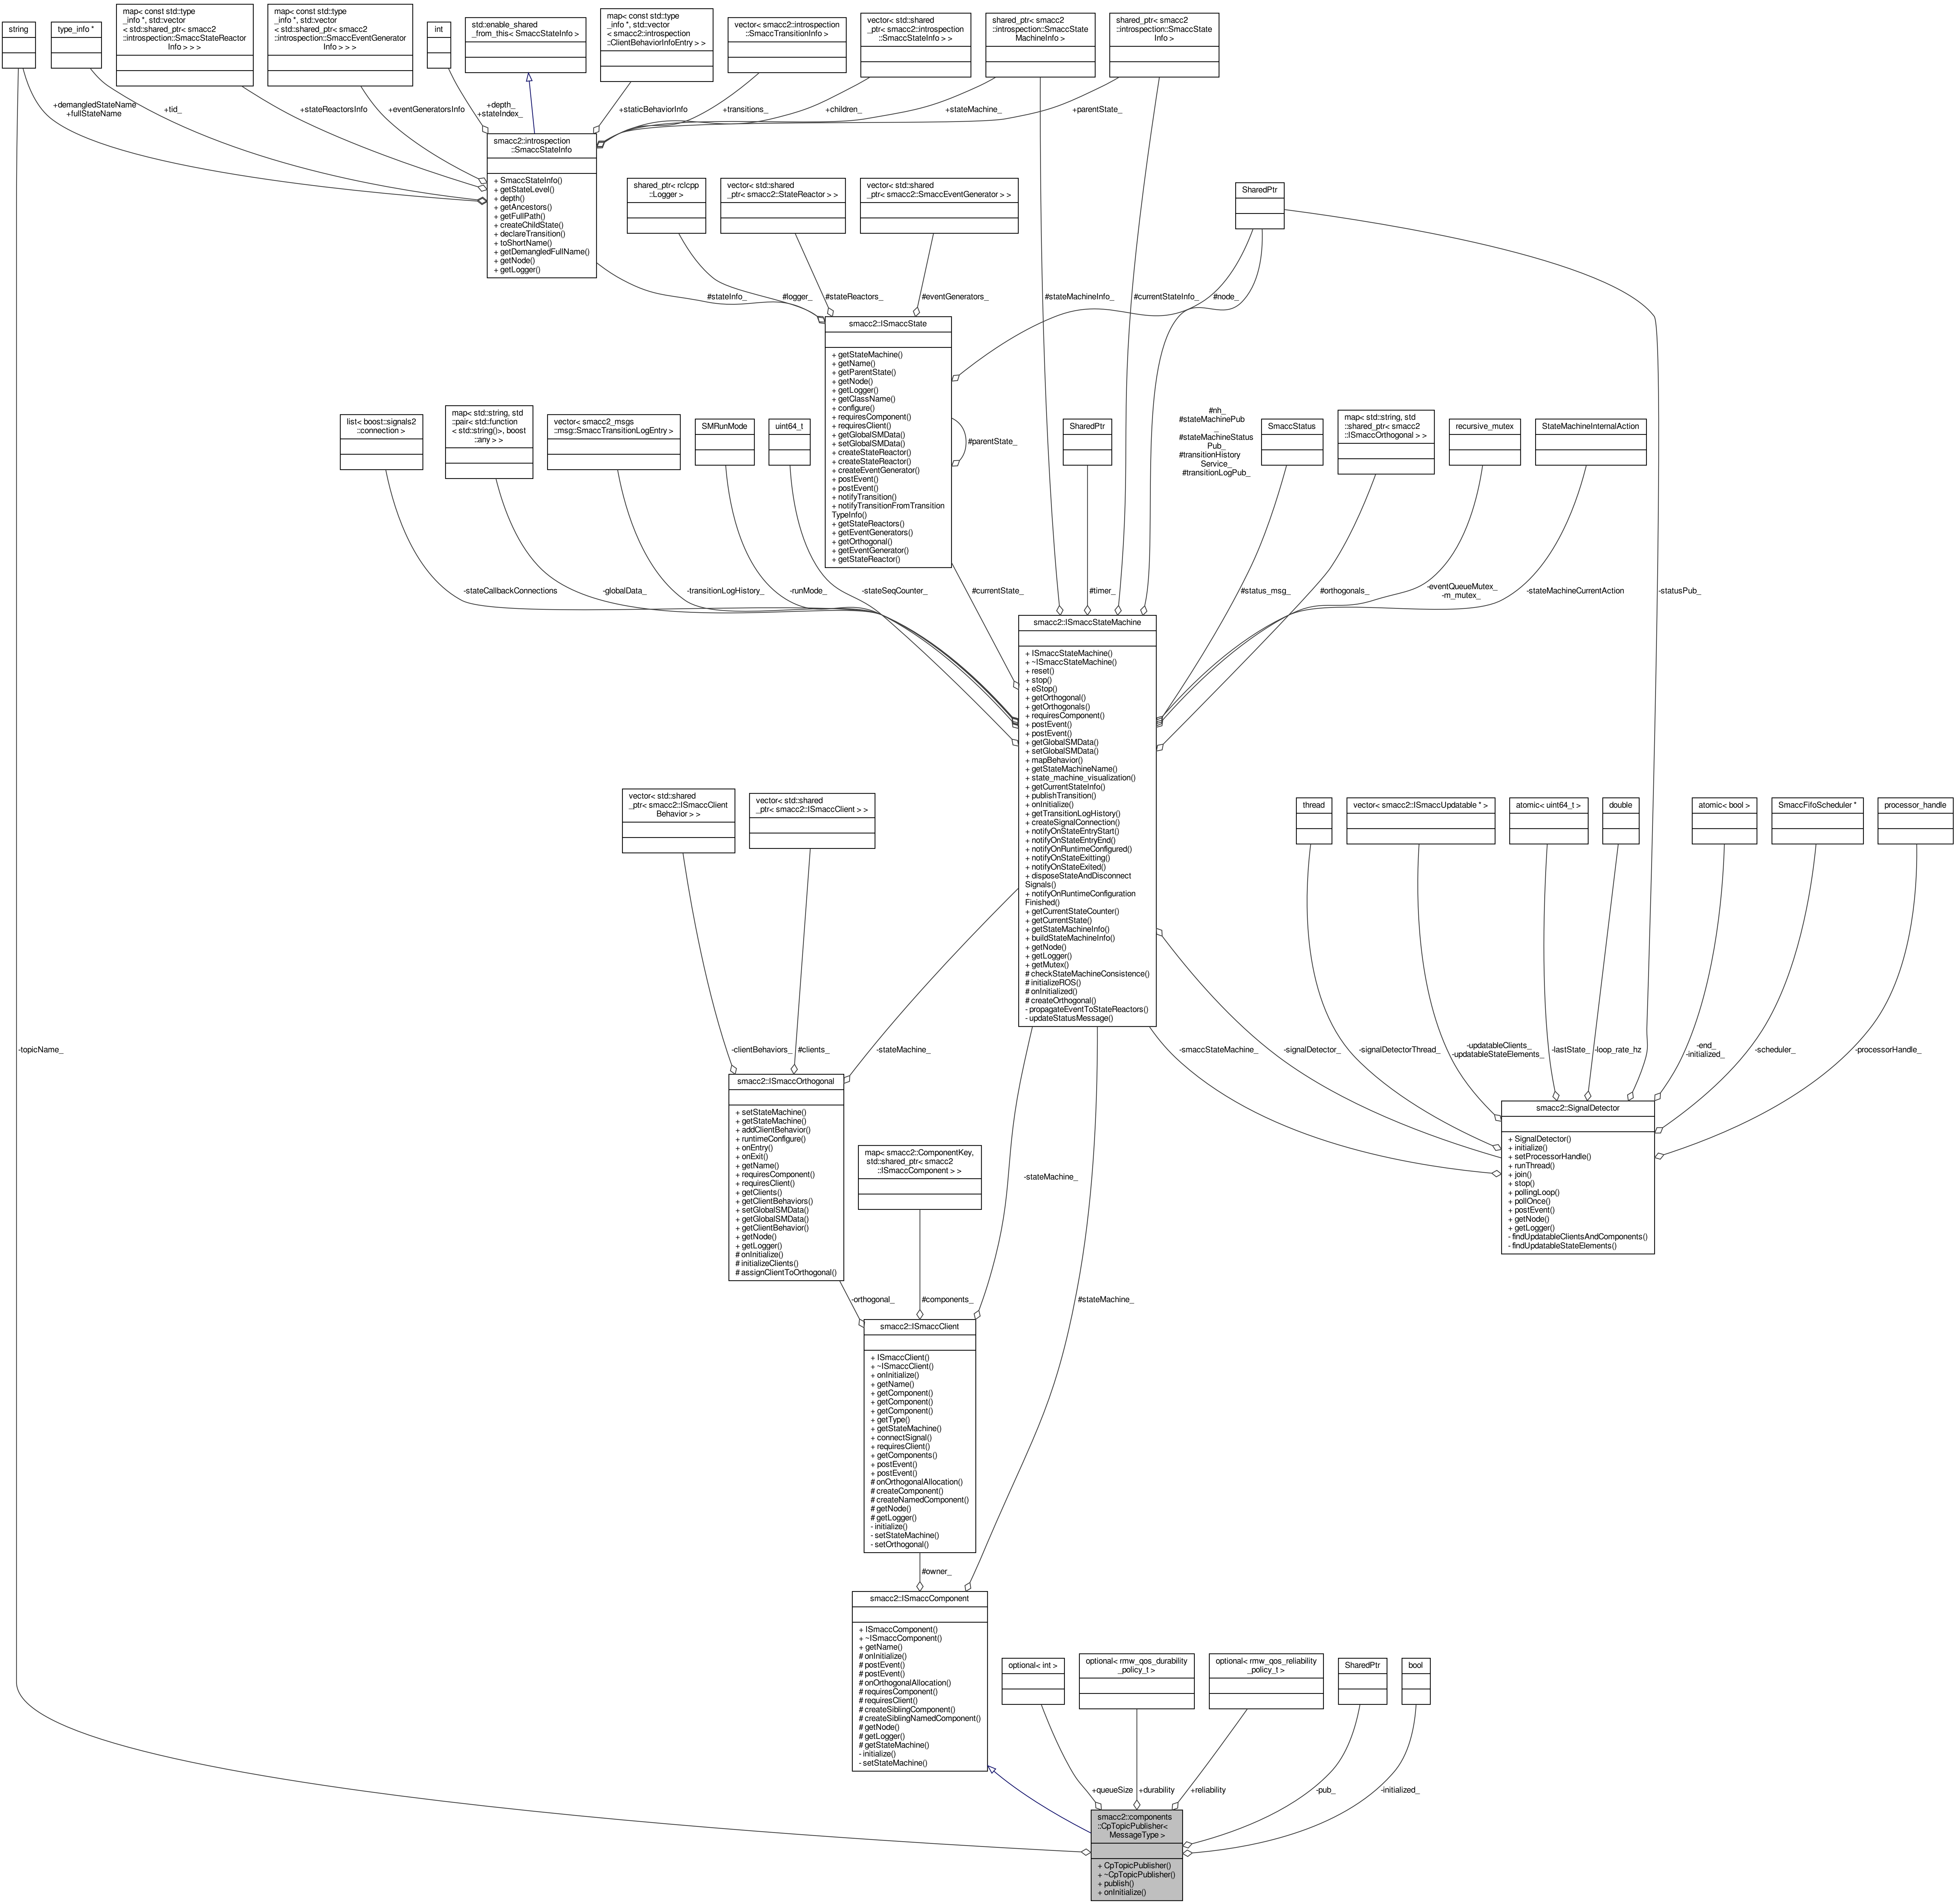 string
type_info *
map< const std::type
_info *, std::vector
< std::shared_ptr< smacc2
::introspection::SmaccStateReactor
Info > > >
map< const std::type
_info *, std::vector
< std::shared_ptr< smacc2
::introspection::SmaccEventGenerator
Info > > >
int
std::enable_shared
_from_this< SmaccStateInfo >
map< const std::type
_info *, std::vector
< smacc2::introspection
::ClientBehaviorInfoEntry > >
vector< smacc2::introspection
::SmaccTransitionInfo >
vector< std::shared
_ptr< smacc2::introspection
::SmaccStateInfo > >
shared_ptr< smacc2
::introspection::SmaccState
MachineInfo >
shared_ptr< smacc2
::introspection::SmaccState
Info >
+demangledStateName
+fullStateName
+tid_
+stateReactorsInfo
+eventGeneratorsInfo
+depth_
+stateIndex_
+staticBehaviorInfo
+transitions_
+children_
+stateMachine_
+parentState_
smacc2::introspection
::SmaccStateInfo
+ SmaccStateInfo()
+ getStateLevel()
+ depth()
+ getAncestors()
+ getFullPath()
+ createChildState()
+ declareTransition()
+ toShortName()
+ getDemangledFullName()
+ getNode()
+ getLogger()
shared_ptr< rclcpp
::Logger >
vector< std::shared
_ptr< smacc2::StateReactor > >
vector< std::shared
_ptr< smacc2::SmaccEventGenerator > >
SharedPtr
#stateInfo_
#logger_
#stateReactors_
#eventGenerators_
#stateMachineInfo_
#currentStateInfo_
#node_
smacc2::ISmaccState
+ getStateMachine()
+ getName()
+ getParentState()
+ getNode()
+ getLogger()
+ getClassName()
+ configure()
+ requiresComponent()
+ requiresClient()
+ getGlobalSMData()
+ setGlobalSMData()
+ createStateReactor()
+ createStateReactor()
+ createEventGenerator()
+ postEvent()
+ postEvent()
+ notifyTransition()
+ notifyTransitionFromTransition
TypeInfo()
+ getStateReactors()
+ getEventGenerators()
+ getOrthogonal()
+ getEventGenerator()
+ getStateReactor()
#parentState_
list< boost::signals2
::connection >
map< std::string, std
::pair< std::function
< std::string()>, boost
::any > >
vector< smacc2_msgs
::msg::SmaccTransitionLogEntry >
SMRunMode
uint64_t
SharedPtr
#nh_
#stateMachinePub
_
#stateMachineStatus
Pub_
#transitionHistory
Service_
#transitionLogPub_
SmaccStatus
map< std::string, std
::shared_ptr< smacc2
::ISmaccOrthogonal > >
recursive_mutex
StateMachineInternalAction
-stateCallbackConnections
-globalData_
-transitionLogHistory_
-runMode_
-stateSeqCounter_
#currentState_
#timer_
#status_msg_
#orthogonals_
-eventQueueMutex_
-m_mutex_
-stateMachineCurrentAction
-statusPub_
smacc2::ISmaccStateMachine
+ ISmaccStateMachine()
+ ~ISmaccStateMachine()
+ reset()
+ stop()
+ eStop()
+ getOrthogonal()
+ getOrthogonals()
+ requiresComponent()
+ postEvent()
+ postEvent()
+ getGlobalSMData()
+ setGlobalSMData()
+ mapBehavior()
+ getStateMachineName()
+ state_machine_visualization()
+ getCurrentStateInfo()
+ publishTransition()
+ onInitialize()
+ getTransitionLogHistory()
+ createSignalConnection()
+ notifyOnStateEntryStart()
+ notifyOnStateEntryEnd()
+ notifyOnRuntimeConfigured()
+ notifyOnStateExitting()
+ notifyOnStateExited()
+ disposeStateAndDisconnect
Signals()
+ notifyOnRuntimeConfiguration
Finished()
+ getCurrentStateCounter()
+ getCurrentState()
+ getStateMachineInfo()
+ buildStateMachineInfo()
+ getNode()
+ getLogger()
+ getMutex()
# checkStateMachineConsistence()
# initializeROS()
# onInitialized()
# createOrthogonal()
- propagateEventToStateReactors()
- updateStatusMessage()
vector< std::shared
_ptr< smacc2::ISmaccClient
Behavior > >
vector< std::shared
_ptr< smacc2::ISmaccClient > >
thread
vector< smacc2::ISmaccUpdatable * >
atomic< uint64_t >
double
atomic< bool >
SmaccFifoScheduler *
processor_handle
-topicName_
-clientBehaviors_
#clients_
-stateMachine_
-smaccStateMachine_
-signalDetector_
-signalDetectorThread_
-updatableClients_
-updatableStateElements_
-lastState_
-loop_rate_hz
-end_
-initialized_
-scheduler_
-processorHandle_
smacc2::ISmaccOrthogonal
+ setStateMachine()
+ getStateMachine()
+ addClientBehavior()
+ runtimeConfigure()
+ onEntry()
+ onExit()
+ getName()
+ requiresComponent()
+ requiresClient()
+ getClients()
+ getClientBehaviors()
+ setGlobalSMData()
+ getGlobalSMData()
+ getClientBehavior()
+ getNode()
+ getLogger()
# onInitialize()
# initializeClients()
# assignClientToOrthogonal()
smacc2::SignalDetector
+ SignalDetector()
+ initialize()
+ setProcessorHandle()
+ runThread()
+ join()
+ stop()
+ pollingLoop()
+ pollOnce()
+ postEvent()
+ getNode()
+ getLogger()
- findUpdatableClientsAndComponents()
- findUpdatableStateElements()
map< smacc2::ComponentKey,
std::shared_ptr< smacc2
::ISmaccComponent > >
-stateMachine_
-orthogonal_
#components_
#stateMachine_
smacc2::ISmaccClient
+ ISmaccClient()
+ ~ISmaccClient()
+ onInitialize()
+ getName()
+ getComponent()
+ getComponent()
+ getComponent()
+ getType()
+ getStateMachine()
+ connectSignal()
+ requiresClient()
+ getComponents()
+ postEvent()
+ postEvent()
# onOrthogonalAllocation()
# createComponent()
# createNamedComponent()
# getNode()
# getLogger()
- initialize()
- setStateMachine()
- setOrthogonal()
#owner_
smacc2::ISmaccComponent
+ ISmaccComponent()
+ ~ISmaccComponent()
+ getName()
# onInitialize()
# postEvent()
# postEvent()
# onOrthogonalAllocation()
# requiresComponent()
# requiresClient()
# createSiblingComponent()
# createSiblingNamedComponent()
# getNode()
# getLogger()
# getStateMachine()
- initialize()
- setStateMachine()
optional< int >
optional< rmw_qos_durability
_policy_t >
optional< rmw_qos_reliability
_policy_t >
SharedPtr
bool
+queueSize
+durability
+reliability
-pub_
-initialized_
smacc2::components
::CpTopicPublisher<
MessageType >
+ CpTopicPublisher()
+ ~CpTopicPublisher()
+ publish()
+ onInitialize()